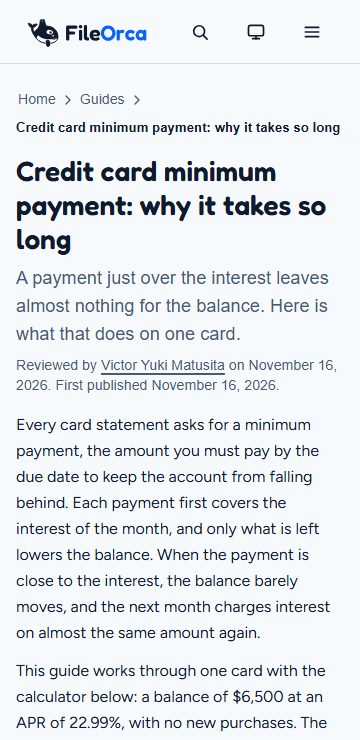 FileOrca
Home > Guides >
Credit card minimum payment: why it takes so long
Credit card minimum
payment: why it takes so
long
A payment just over the interest leaves
almost nothing for the balance. Here is
what that does on one card.
Reviewed by Victor Yuki Matusita on November 16,
2026. First published November 16, 2026.
Every card statement asks for a minimum
payment, the amount you must pay by the
due date to keep the account from falling
behind. Each payment first covers the
interest of the month, and only what is left
lowers the balance. When the payment is
close to the interest, the balance barely
moves, and the next month charges interest
on almost the same amount again.
This guide works through one card with the
calculator below: a balance of $6,500 at an
APR of 22.99%, with no new purchases. The